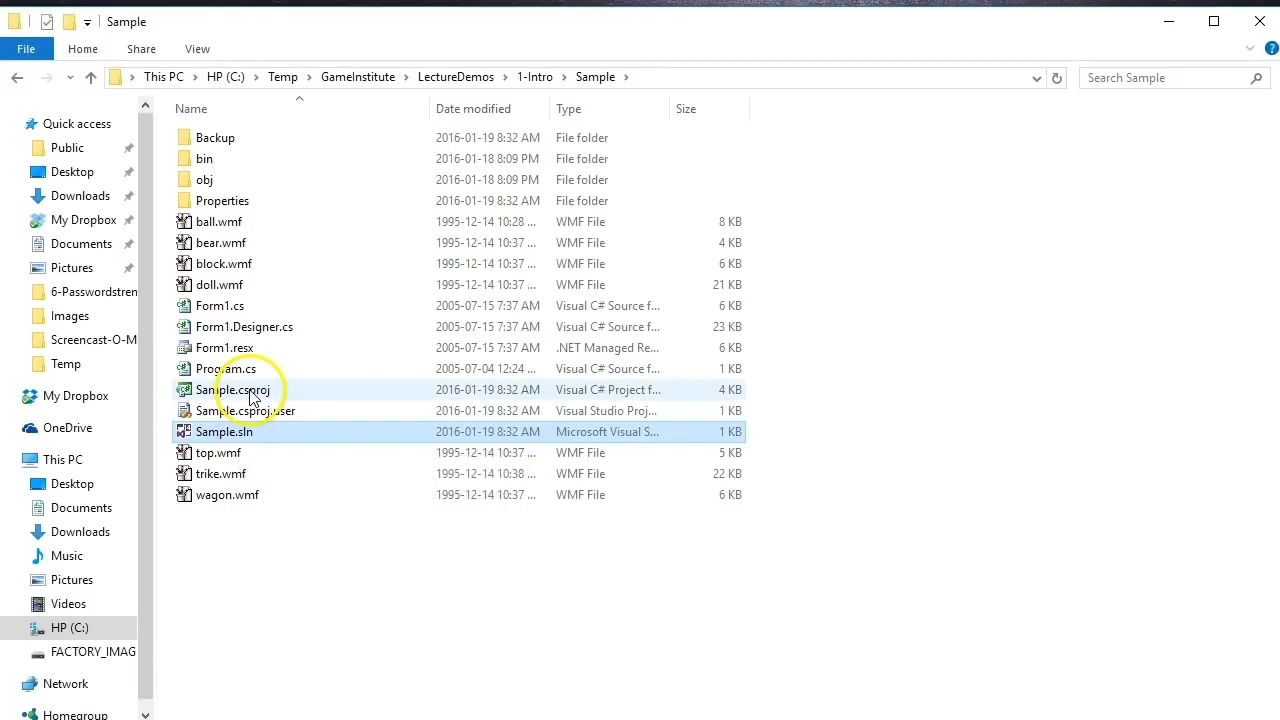 Sample
File Home Share View
This PC HP (C:) Temp GameInstitute LectureDemos 1-Intro Sample Search Sample
Name Date modified Type Size
Quick access
Public
Desktop
Downloads
My Dropbox
Documents
Pictures
6-Passwordstren
Images
Screencast-O-M
Temp
My Dropbox
OneDrive
This PC
Desktop
Documents
Downloads
Music
Pictures
Videos
HP (C:)
FACTORY_IMAG
Network
Homegroup
Backup 2016-01-19 8:32 AM File folder
bin 2016-01-18 8:09 PM File folder
obj 2016-01-18 8:09 PM File folder
Properties 2016-01-19 8:32 AM File folder
ball.wmf 1995-12-14 10:28 ... WMF File 8 KB
bear.wmf 1995-12-14 10:37 ... WMF File 4 KB
block.wmf 1995-12-14 10:37 ... WMF File 6 KB
doll.wmf 1995-12-14 10:37 ... WMF File 21 KB
Form1.cs 2005-07-15 7:37 AM Visual C# Source f... 6 KB
Form1.Designer.cs 2005-07-15 7:37 AM Visual C# Source f... 23 KB
Form1.resx 2005-07-15 7:37 AM .NET Managed Re... 6 KB
Program.cs 2005-07-04 12:24 ... Visual C# Source f... 1 KB
Sample.csproj 2016-01-19 8:32 AM Visual C# Project f... 4 KB
Sample.csproj.user 2016-01-19 8:32 AM Visual Studio Proj... 1 KB
Sample.sln 2016-01-19 8:32 AM Microsoft Visual S... 1 KB
top.wmf 1995-12-14 10:37 ... WMF File 5 KB
trike.wmf 1995-12-14 10:38 ... WMF File 22 KB
wagon.wmf 1995-12-14 10:37 ... WMF File 6 KB